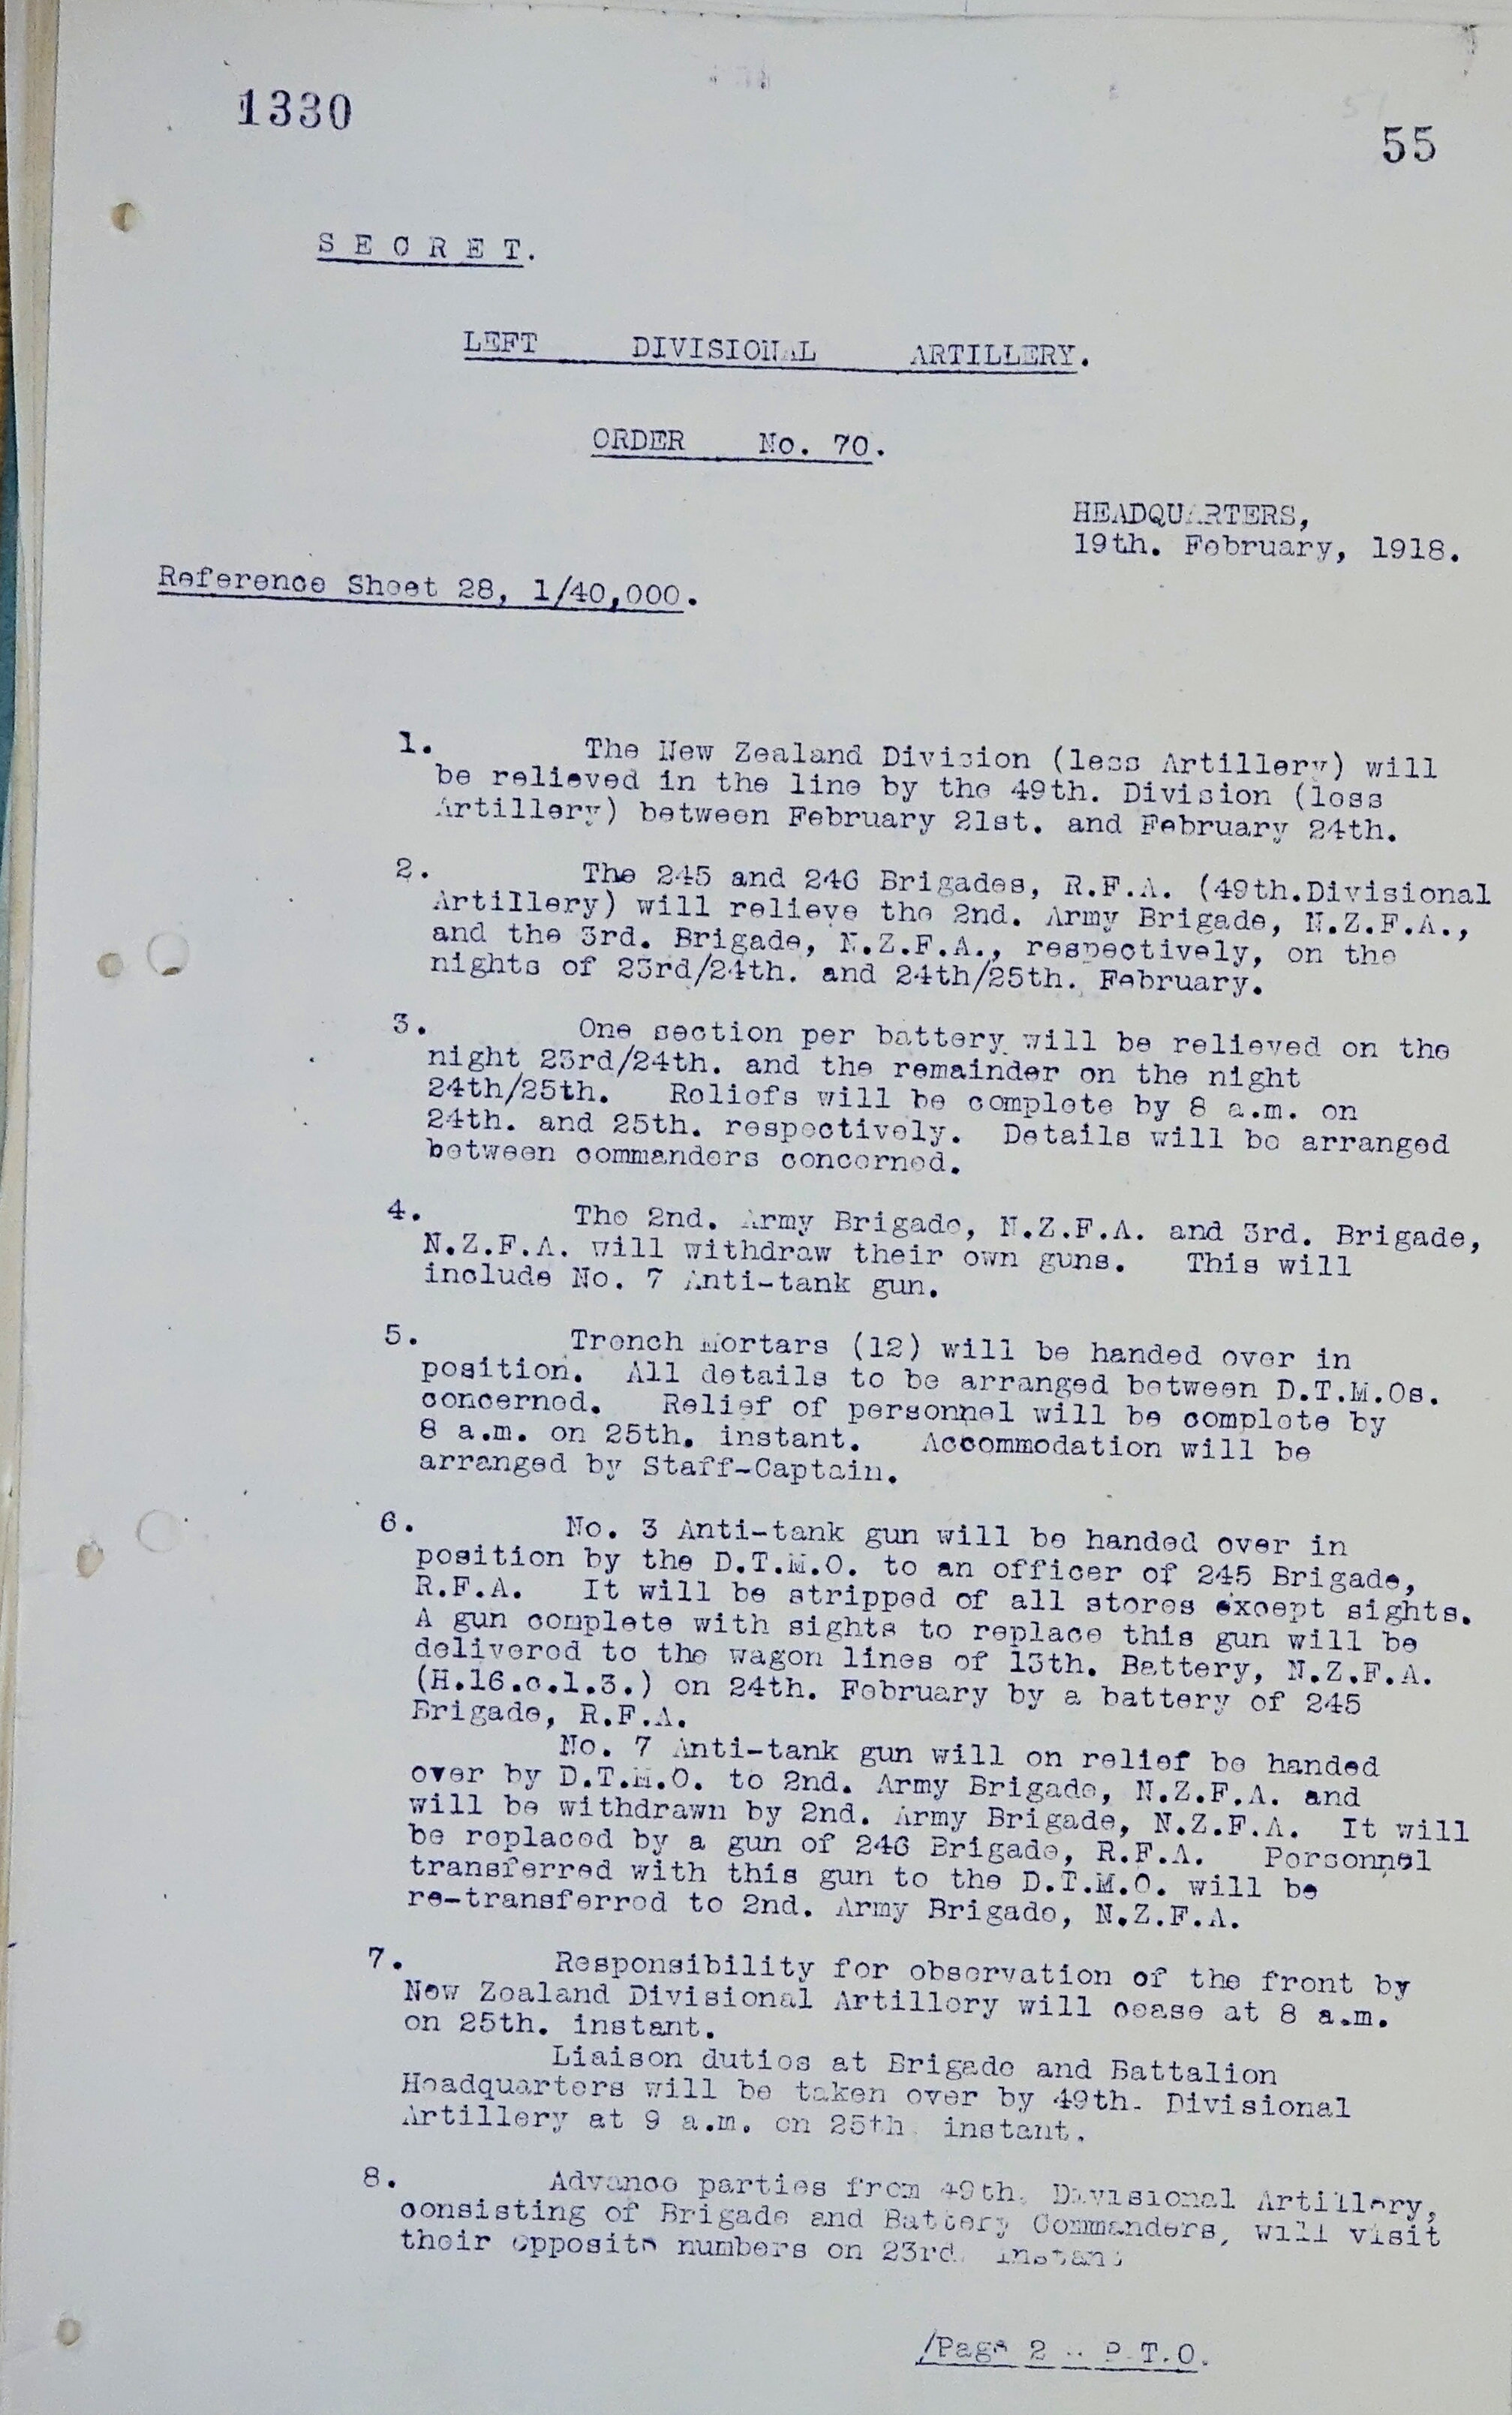 1330
55
S E C R E T.
LEFT DIVISIONAL ARTILLERY.
ORDER No. 70.
HEADQUARTERS,
19th. February, 1918.
Reference Sheet 28, 1/40,000.
1. The New Zealand Division (less Artillery) will
be relieved in the line by the 49th. Division (less
Artillery) between February 21st. and February 24th.
2. The 245 and 246 Brigades, R.F.A. (49th.Divisional
Artillery) will relieve the 2nd. Army Brigade, N.Z.F.A.,
and the 3rd. Brigade, N.Z.F.A., respectively, on the
nights of 23rd/24th. and 24th/25th. February.
3. One section per battery will be relieved on the
night 23rd/24th. and the remainder on the night
24th/25th. Reliefs will be complete by 8 a.m. on
24th. and 25th. respectively. Details will be arranged
between commanders concerned.
4. The 2nd. Army Brigade, N.Z.F.A. and 3rd. Brigade,
N.Z.F.A. will withdraw their own guns. This will
include No. 7 Anti-tank gun.
5. Trench Mortars (12) will be handed over in
position. All details to be arranged between D.T.M.Os.
concerned. Relief of personnel will be complete by
8 a.m. on 25th. instant. Accommodation will be
arranged by Staff-Captain.
6. No. 3 Anti-tank gun will be handed over in
position by the D.T.M.O. to an officer of 245 Brigade,
R.F.A. It will be stripped of all stores except sights.
A gun complete with sights to replace this gun will be
delivered to the wagon lines of 13th. Battery, N.Z.F.A.
(H.16.c.1.3.) on 24th. February by a battery of 245
Brigade, R.F.A.
No. 7 Anti-tank gun will on relief be handed
over by D.T.M.O. to 2nd. Army Brigade, N.Z.F.A. and
will be withdrawn by 2nd. Army Brigade, N.Z.F.A. It will
be replaced by a gun of 246 Brigade, R.F.A. Personnel
transferred with this gun to the D.T.M.O. will be
re-transferred to 2nd. Army Brigade, N.Z.F.A.
7. Responsibility for observation of the front by
New Zealand Divisional Artillery will cease at 8 a.m.
on 25th. instant.
Liaison duties at Brigade and Battalion
Headquarters will be taken over by 49th. Divisional
Artillery at 9 a.m. on 25th. instant.
8. Advance parties from 49th. Divisional Artillery,
consisting of Brigade and Battery Commanders, will visit
their opposite numbers on 23rd. instant
/Page 2 .. P.T.O.